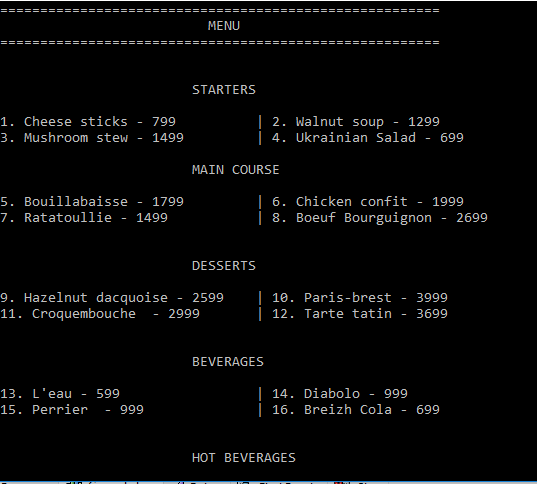 =======================================================
MENU
=======================================================
STARTERS
1. Cheese sticks - 799 | 2. Walnut soup - 1299
3. Mushroom stew - 1499 | 4. Ukrainian Salad - 699
MAIN COURSE
5. Bouillabaisse - 1799 | 6. Chicken confit - 1999
7. Ratatoullie - 1499 | 8. Boeuf Bourguignon - 2699
DESSERTS
9. Hazelnut dacquoise - 2599 | 10. Paris-brest - 3999
11. Croquembouche - 2999 | 12. Tarte tatin - 3699
BEVERAGES
13. L'eau - 599 | 14. Diabolo - 999
15. Perrier - 999 | 16. Breizh Cola - 699
HOT BEVERAGES